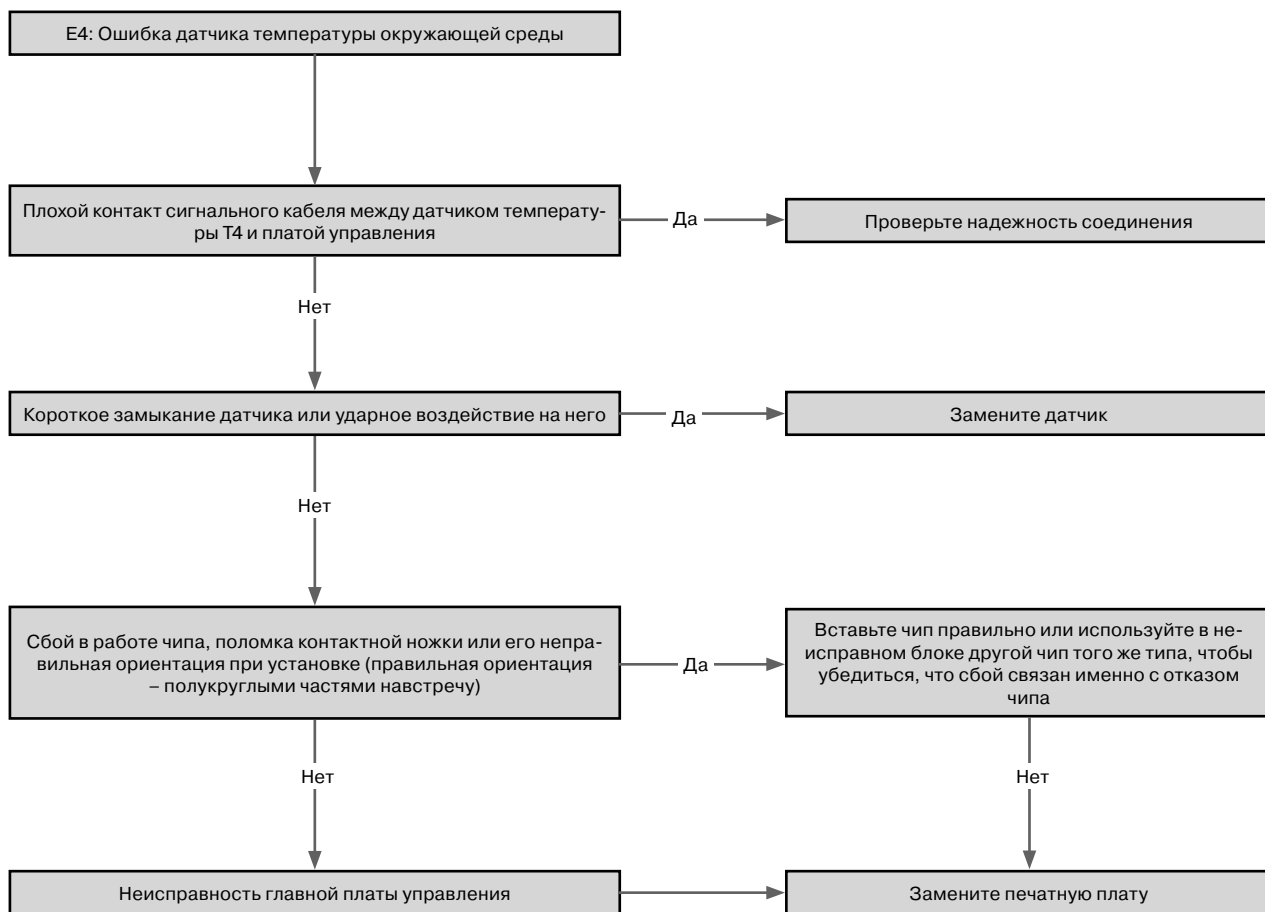 E4: Ошибка датчика температуры окружающей среды
Плохой контакт сигнального кабеля между датчиком температу-
ры T4 и платой управления
Да
Проверьте надежность соединения
Нет
Короткое замыкание датчика или ударное воздействие на него
Да
Замените датчик
Нет
Сбой в работе чипа, поломка контактной ножки или его непра-
вильная ориентация при установке (правильная ориентация
– полукруглыми частями навстречу)
Да
Вставьте чип правильно или используйте в не-
исправном блоке другой чип того же типа, чтобы
убедиться, что сбой связан именно с отказом
чипа
Нет
Нет
Неисправность главной платы управления
Замените печатную плату